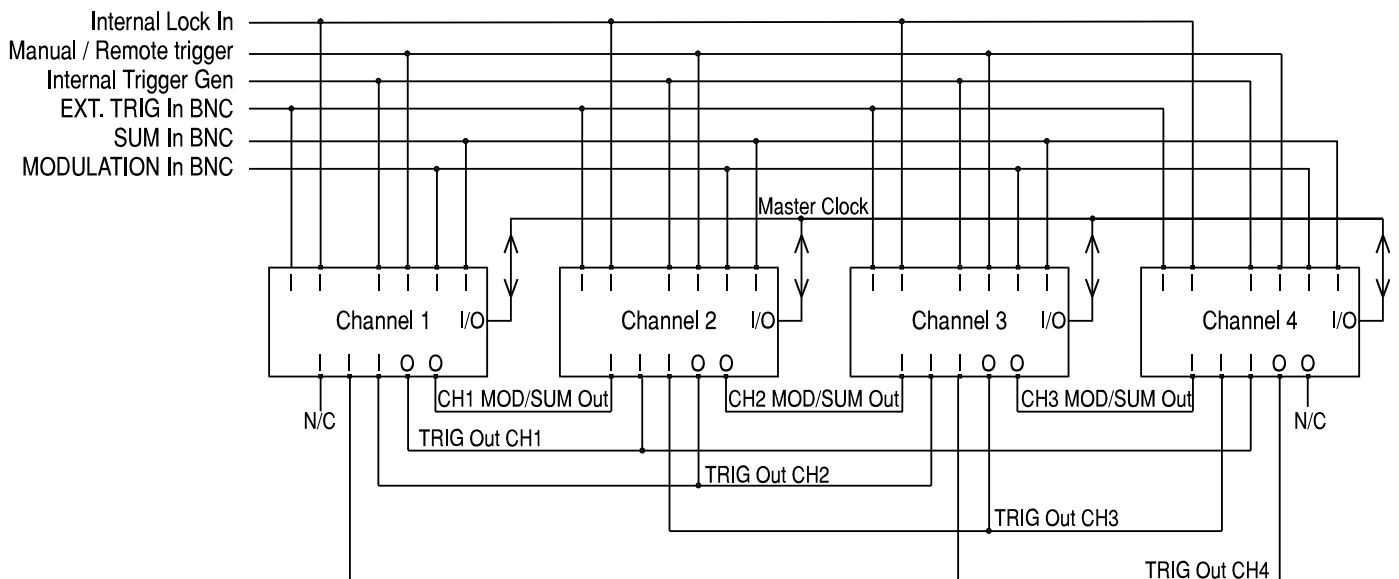 Internal Lock In
Manual / Remote trigger
Internal Trigger Gen
EXT. TRIG In BNC
SUM In BNC
MODULATION In BNC
Master Clock
I I I I I I
I I I I I I
I I I I I I
I I I I I I
Channel 1 I/O
Channel 2 I/O
Channel 3 I/O
Channel 4 I/O
I I I O O
I I I O O
I I I O O
I I I O O
CH1 MOD/SUM Out
CH2 MOD/SUM Out
CH3 MOD/SUM Out
N/C
N/C
TRIG Out CH1
TRIG Out CH2
TRIG Out CH3
TRIG Out CH4